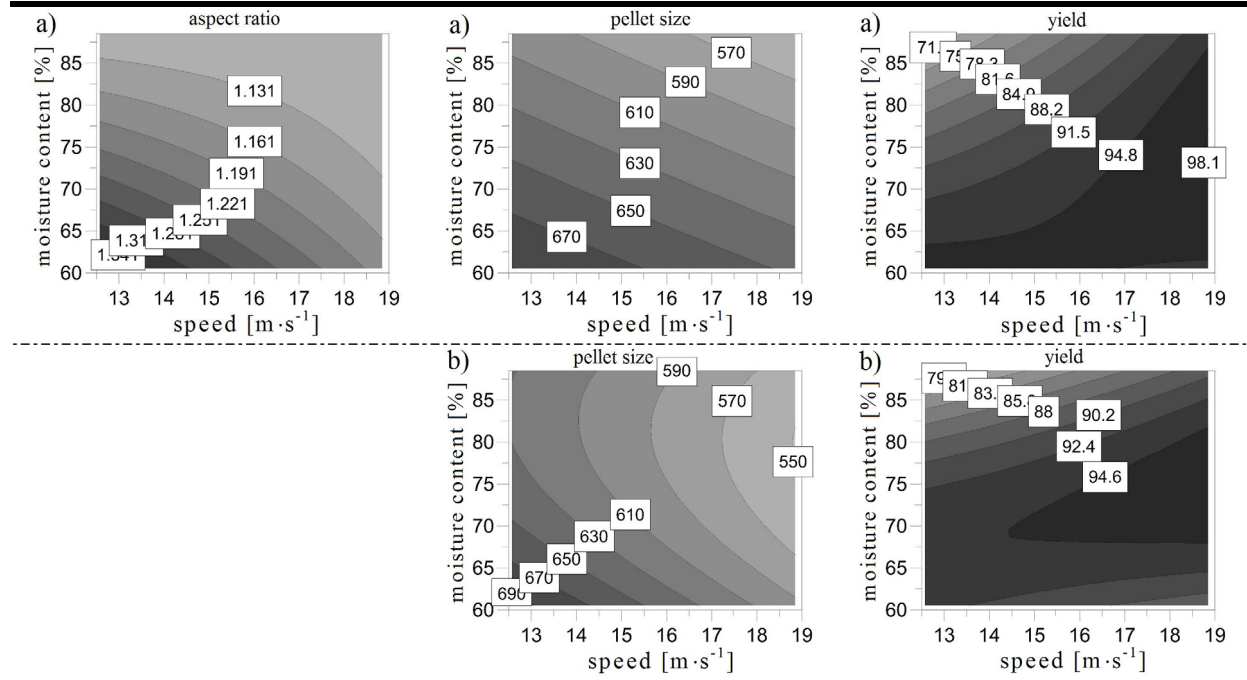 a) aspect ratio
moisture content [%]
85
80
75
70
65
60
1.131
1.161
1.191
1.221
13 14 15 16 17 18 19
speed [m·s⁻¹]
a) pellet size
85
80
75
70
65
60
570
590
610
630
650
670
13 14 15 16 17 18 19
speed [m·s⁻¹]
a) yield
moisture content [%]
85
80
75
70
65
60
88.2
91.5
94.8
98.1
13 14 15 16 17 18 19
speed [m·s⁻¹]
b) pellet size
moisture content [%]
85
80
75
70
65
60
590
570
550
610
630
650
670
690
13 14 15 16 17 18 19
speed [m·s⁻¹]
b) yield
moisture content [%]
85
80
75
70
65
60
88
90.2
92.4
94.6
13 14 15 16 17 18 19
speed [m·s⁻¹]